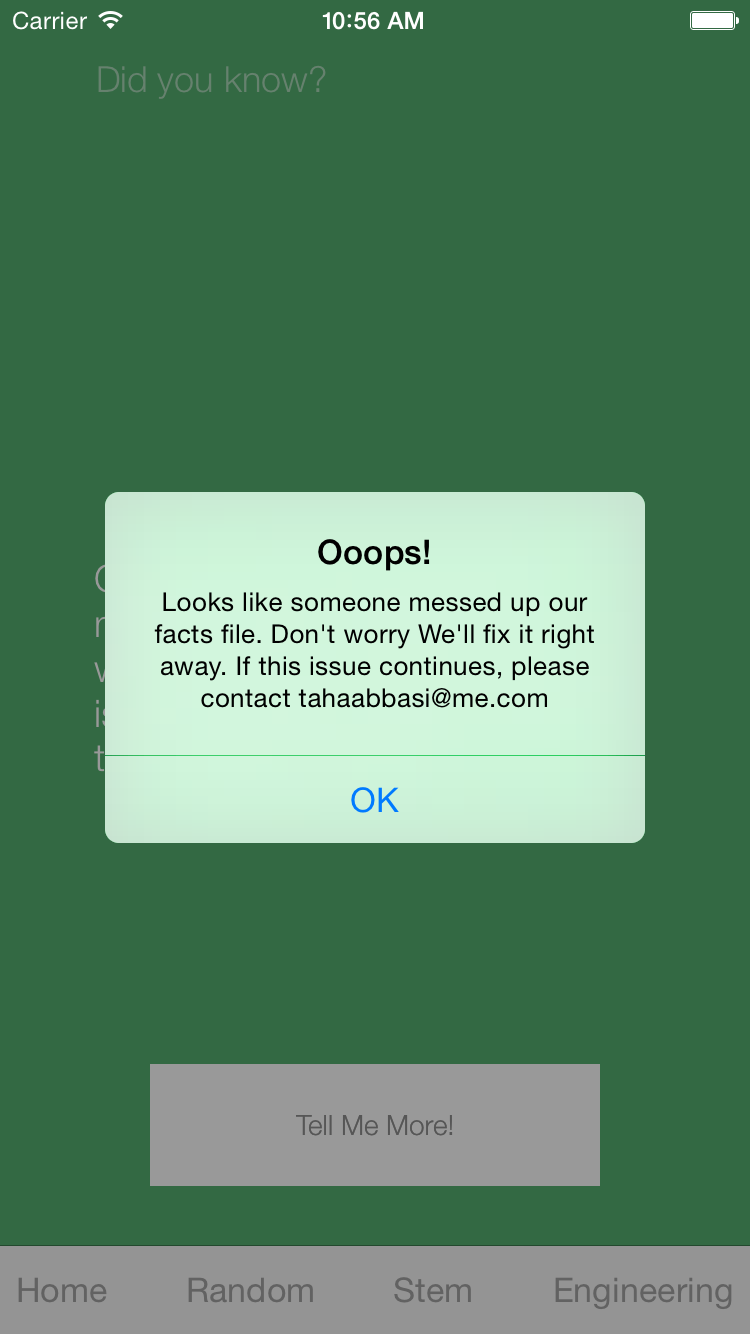 Carrier 10:56 AM
Did you know?
Ooops!
Looks like someone messed up our
facts file. Don't worry We'll fix it right
away. If this issue continues, please
contact tahaabbasi@me.com
OK
Tell Me More!
Home Random Stem Engineering